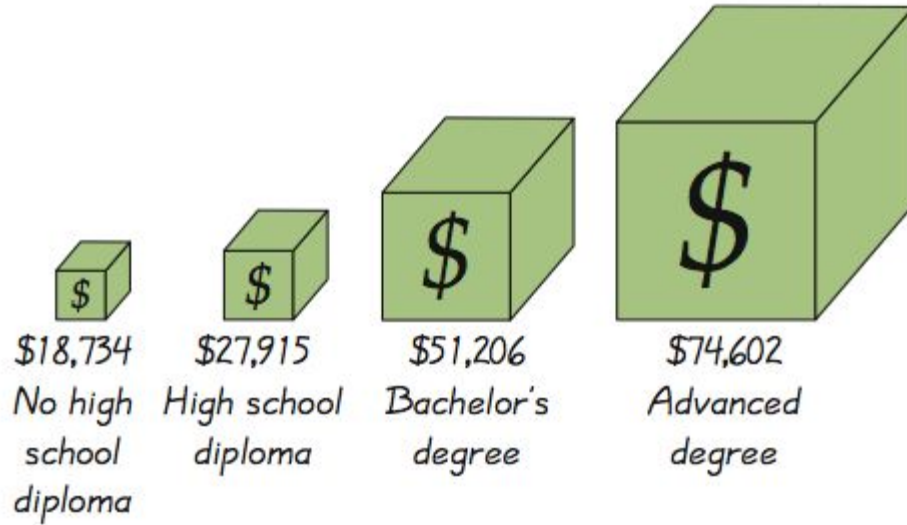 $
$
$
$
$18,734
No high
school
diploma
$27,915
High school
diploma
$51,206
Bachelor's
degree
$74,602
Advanced
degree